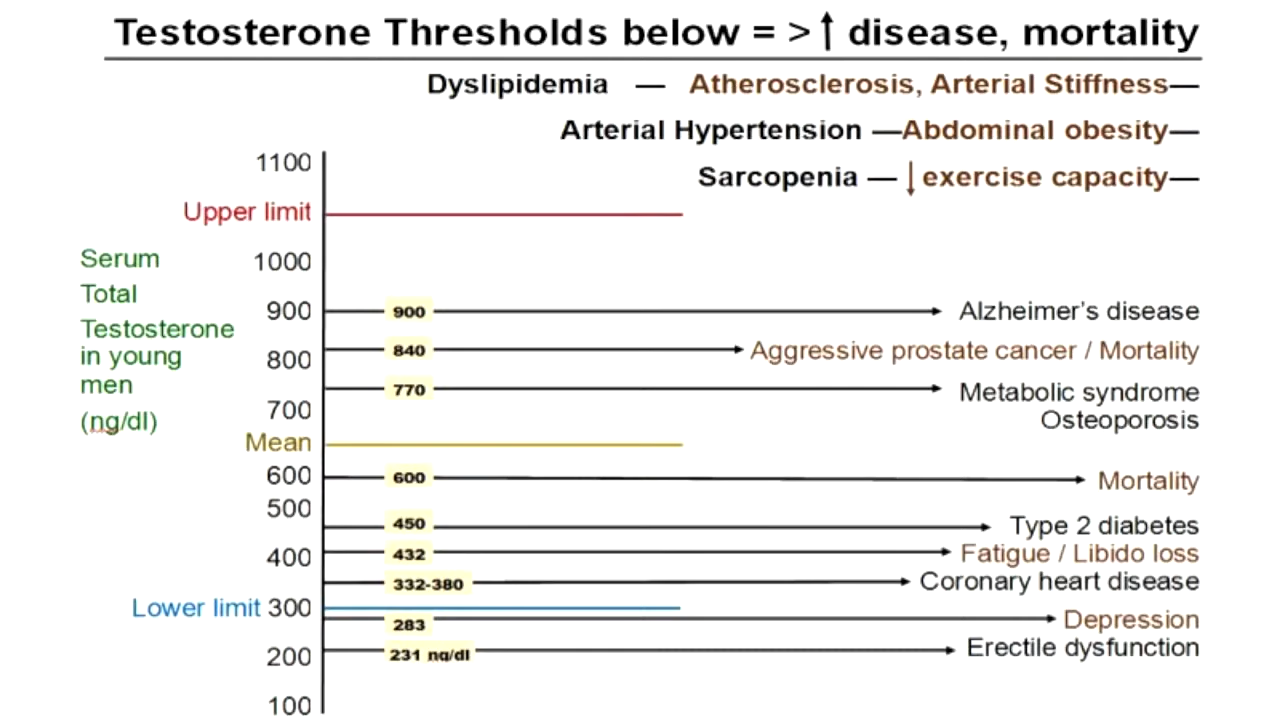 Testosterone Thresholds below = > ↑ disease, mortality
Dyslipidemia — Atherosclerosis, Arterial Stiffness—
Arterial Hypertension —Abdominal obesity—
Sarcopenia — ↓ exercise capacity—
1100
Upper limit
Serum
Total
Testosterone
in young
men
(ng/dl)
1000
900 900 Alzheimer's disease
840 Aggressive prostate cancer / Mortality
800
770 Metabolic syndrome
Osteoporosis
700
Mean
600 600 Mortality
500
450 Type 2 diabetes
432 Fatigue / Libido loss
400
332-380 Coronary heart disease
Lower limit 300
283 Depression
231 ng/dl Erectile dysfunction
200
100